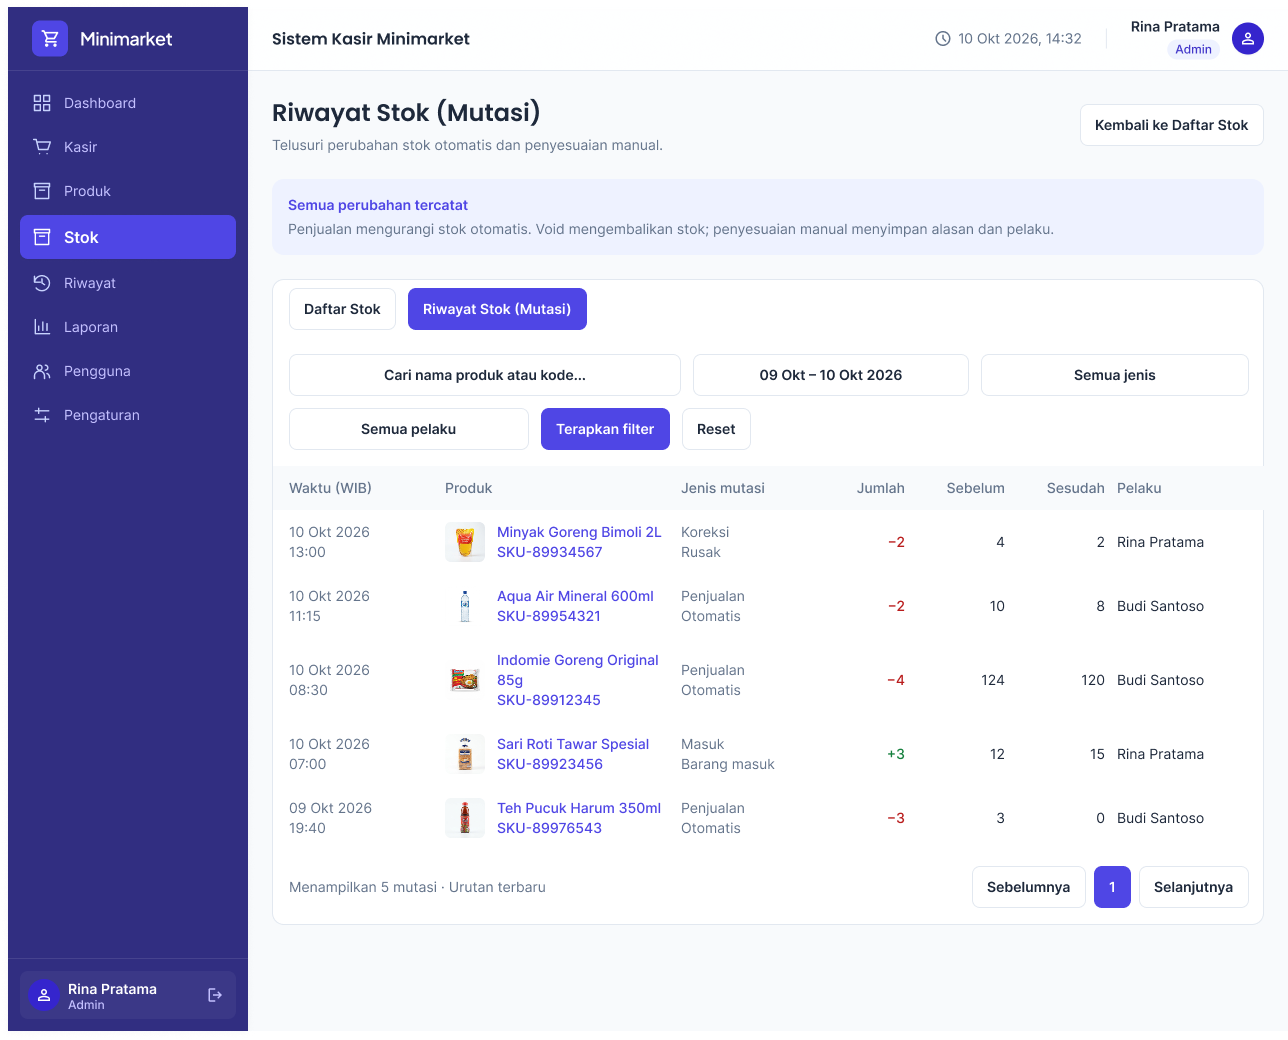 Minimarket
Sistem Kasir Minimarket
10 Okt 2026, 14:32
Rina Pratama
Admin
Dashboard
Kasir
Produk
Stok
Riwayat
Laporan
Pengguna
Pengaturan
Rina Pratama
Admin
Riwayat Stok (Mutasi)
Telusuri perubahan stok otomatis dan penyesuaian manual.
Kembali ke Daftar Stok
Semua perubahan tercatat
Penjualan mengurangi stok otomatis. Void mengembalikan stok; penyesuaian manual menyimpan alasan dan pelaku.
Daftar Stok
Riwayat Stok (Mutasi)
Cari nama produk atau kode...
09 Okt – 10 Okt 2026
Semua jenis
Semua pelaku
Terapkan filter
Reset
Waktu (WIB) Produk Jenis mutasi Jumlah Sebelum Sesudah Pelaku
10 Okt 2026 Minyak Goreng Bimoli 2L Koreksi
13:00 SKU-89934567 Rusak −2 4 2 Rina Pratama
10 Okt 2026 Aqua Air Mineral 600ml Penjualan
11:15 SKU-89954321 Otomatis −2 10 8 Budi Santoso
10 Okt 2026 Indomie Goreng Original Penjualan
08:30 85g Otomatis −4 124 120 Budi Santoso
SKU-89912345
10 Okt 2026 Sari Roti Tawar Spesial Masuk
07:00 SKU-89923456 Barang masuk +3 12 15 Rina Pratama
09 Okt 2026 Teh Pucuk Harum 350ml Penjualan
19:40 SKU-89976543 Otomatis −3 3 0 Budi Santoso
Menampilkan 5 mutasi · Urutan terbaru
Sebelumnya
1
Selanjutnya